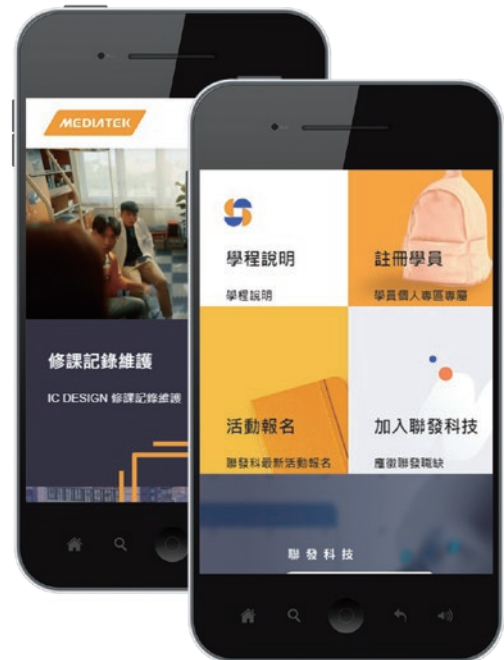 MEDIATEK
修課記錄維護
IC DESIGN 修課記錄維護
學程說明
學程說明
註冊學員
學員個人專區專屬
活動報名
聯發科最新活動報名
加入聯發科技
應徵聯發職缺
聯發科技